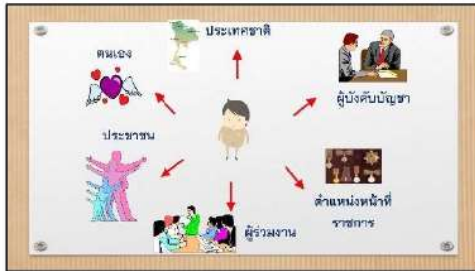 ประเทศชาติ
ตนเอง
ผู้บังคับบัญชา
ประชาชน
ตำแหน่งหน้าที่
ราชการ
ผู้ร่วมงาน